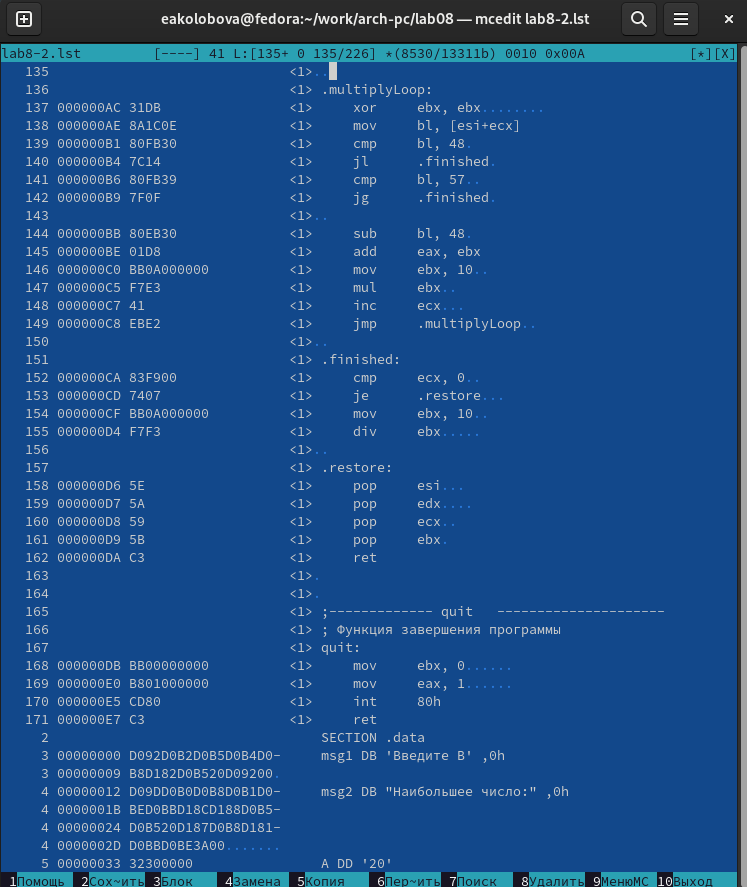 eakolobova@fedora:~/work/arch-pc/lab08 — mcedit lab8-2.lst
lab8-2.lst [----] 41 L:[135+ 0 135/226] *(8530/13311b) 0010 0x00A [*][X]
135 <1>..
136 <1> .multiplyLoop:
137 000000AC 31DB <1> xor ebx, ebx........
138 000000AE 8A1C0E <1> mov bl, [esi+ecx]
139 000000B1 80FB30 <1> cmp bl, 48.
140 000000B4 7C14 <1> jl .finished.
141 000000B6 80FB39 <1> cmp bl, 57..
142 000000B9 7F0F <1> jg .finished.
143 <1>..
144 000000BB 80EB30 <1> sub bl, 48.
145 000000BE 01D8 <1> add eax, ebx
146 000000C0 BB0A000000 <1> mov ebx, 10..
147 000000C5 F7E3 <1> mul ebx..
148 000000C7 41 <1> inc ecx...
149 000000C8 EBE2 <1> jmp .multiplyLoop..
150 <1>..
151 <1> .finished:
152 000000CA 83F900 <1> cmp ecx, 0..
153 000000CD 7407 <1> je .restore...
154 000000CF BB0A000000 <1> mov ebx, 10..
155 000000D4 F7F3 <1> div ebx.....
156 <1>..
157 <1> .restore:
158 000000D6 5E <1> pop esi...
159 000000D7 5A <1> pop edx....
160 000000D8 59 <1> pop ecx..
161 000000D9 5B <1> pop ebx.
162 000000DA C3 <1> ret
163 <1>.
164 <1>.
165 <1> ;------------- quit ---------------------
166 <1> ; Функция завершения программы
167 <1> quit:
168 000000DB BB00000000 <1> mov ebx, 0......
169 000000E0 B801000000 <1> mov eax, 1......
170 000000E5 CD80 <1> int 80h
171 000000E7 C3 <1> ret
2 SECTION .data
3 00000000 D092D0B2D0B5D0B4D0- msg1 DB 'Введите B' ,0h
3 00000009 B8D182D0B520D09200.
4 00000012 D09DD0B0D0B8D0B1D0- msg2 DB "Наибольшее число:" ,0h
4 0000001B BED0BBD18CD188D0B5-
4 00000024 D0B520D187D0B8D181-
4 0000002D D0BBD0BE3A00.......
5 00000033 32300000 A DD '20'
1Помощь 2Сох~ить 3Блок 4Замена 5Копия 6Пер~ить 7Поиск 8Удалить 9МенюMC 10Выход